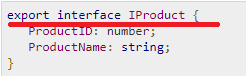 export interface IProduct {
ProductID: number;
ProductName: string;
}